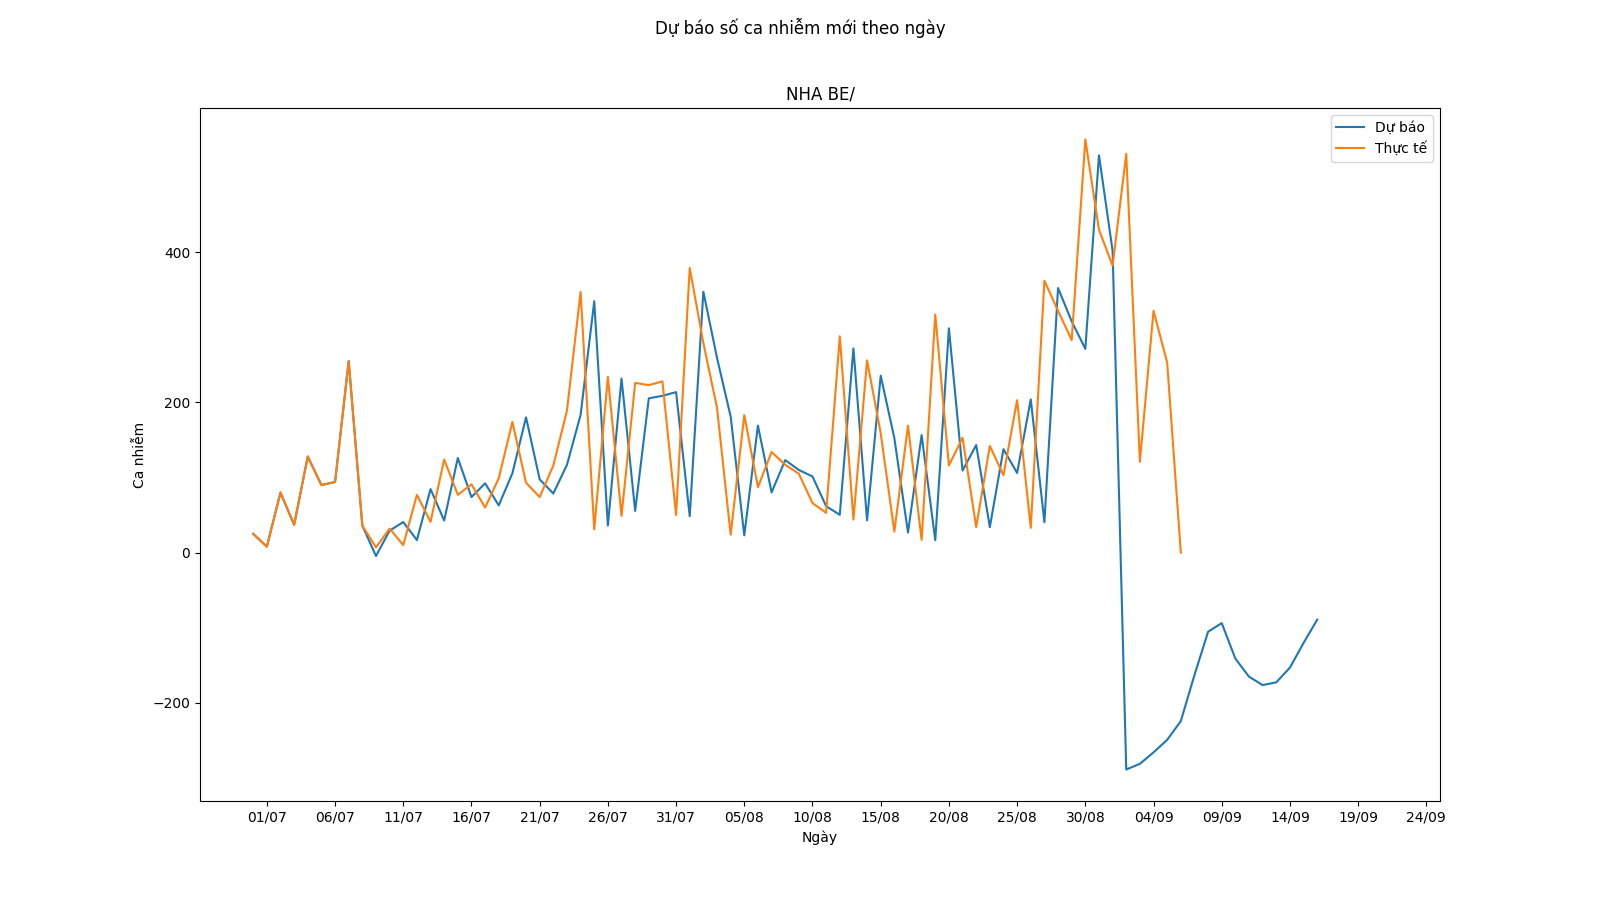 Dự báo số ca nhiễm mới theo ngày
NHA BE/
Dự báo
Thực tế
400
200
0
−200
Ca nhiễm
01/07 06/07 11/07 16/07 21/07 26/07 31/07 05/08 10/08 15/08 20/08 25/08 30/08 04/09 09/09 14/09 19/09 24/09
Ngày